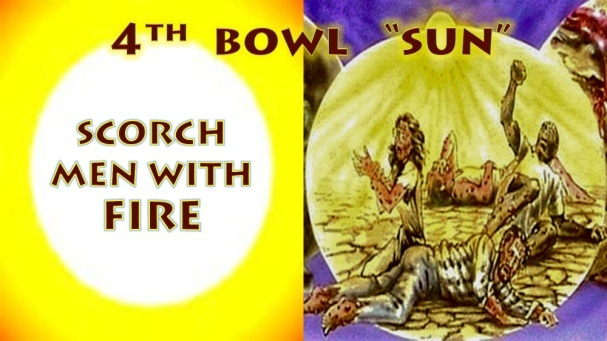 4TH BOWL “SUN”
SCORCH
MEN WITH
FIRE